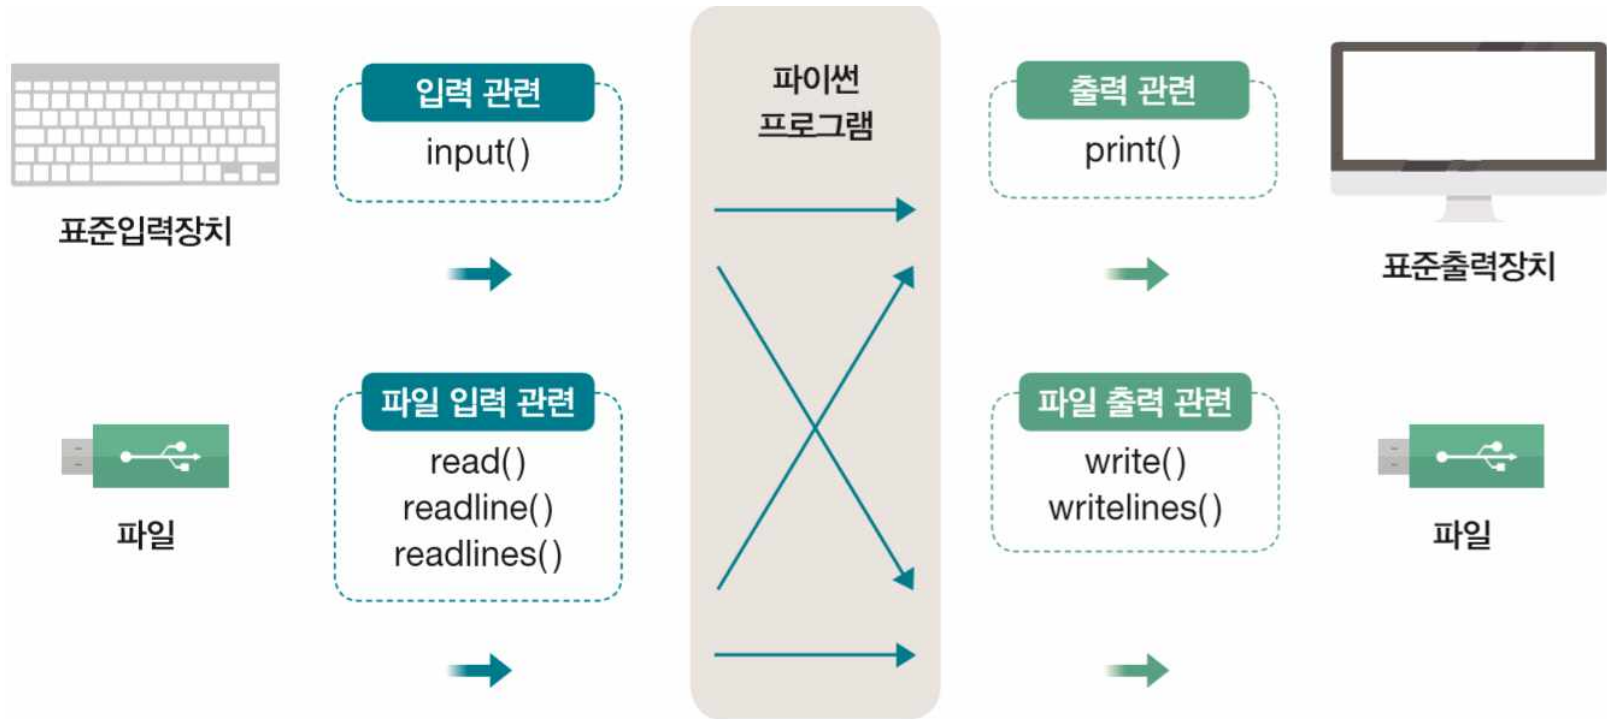 입력 관련
input()
표준입력장치
파이썬
프로그램
출력 관련
print()
표준출력장치
파일 입력 관련
read()
readline()
readlines()
파일
파일 출력 관련
write()
writelines()
파일